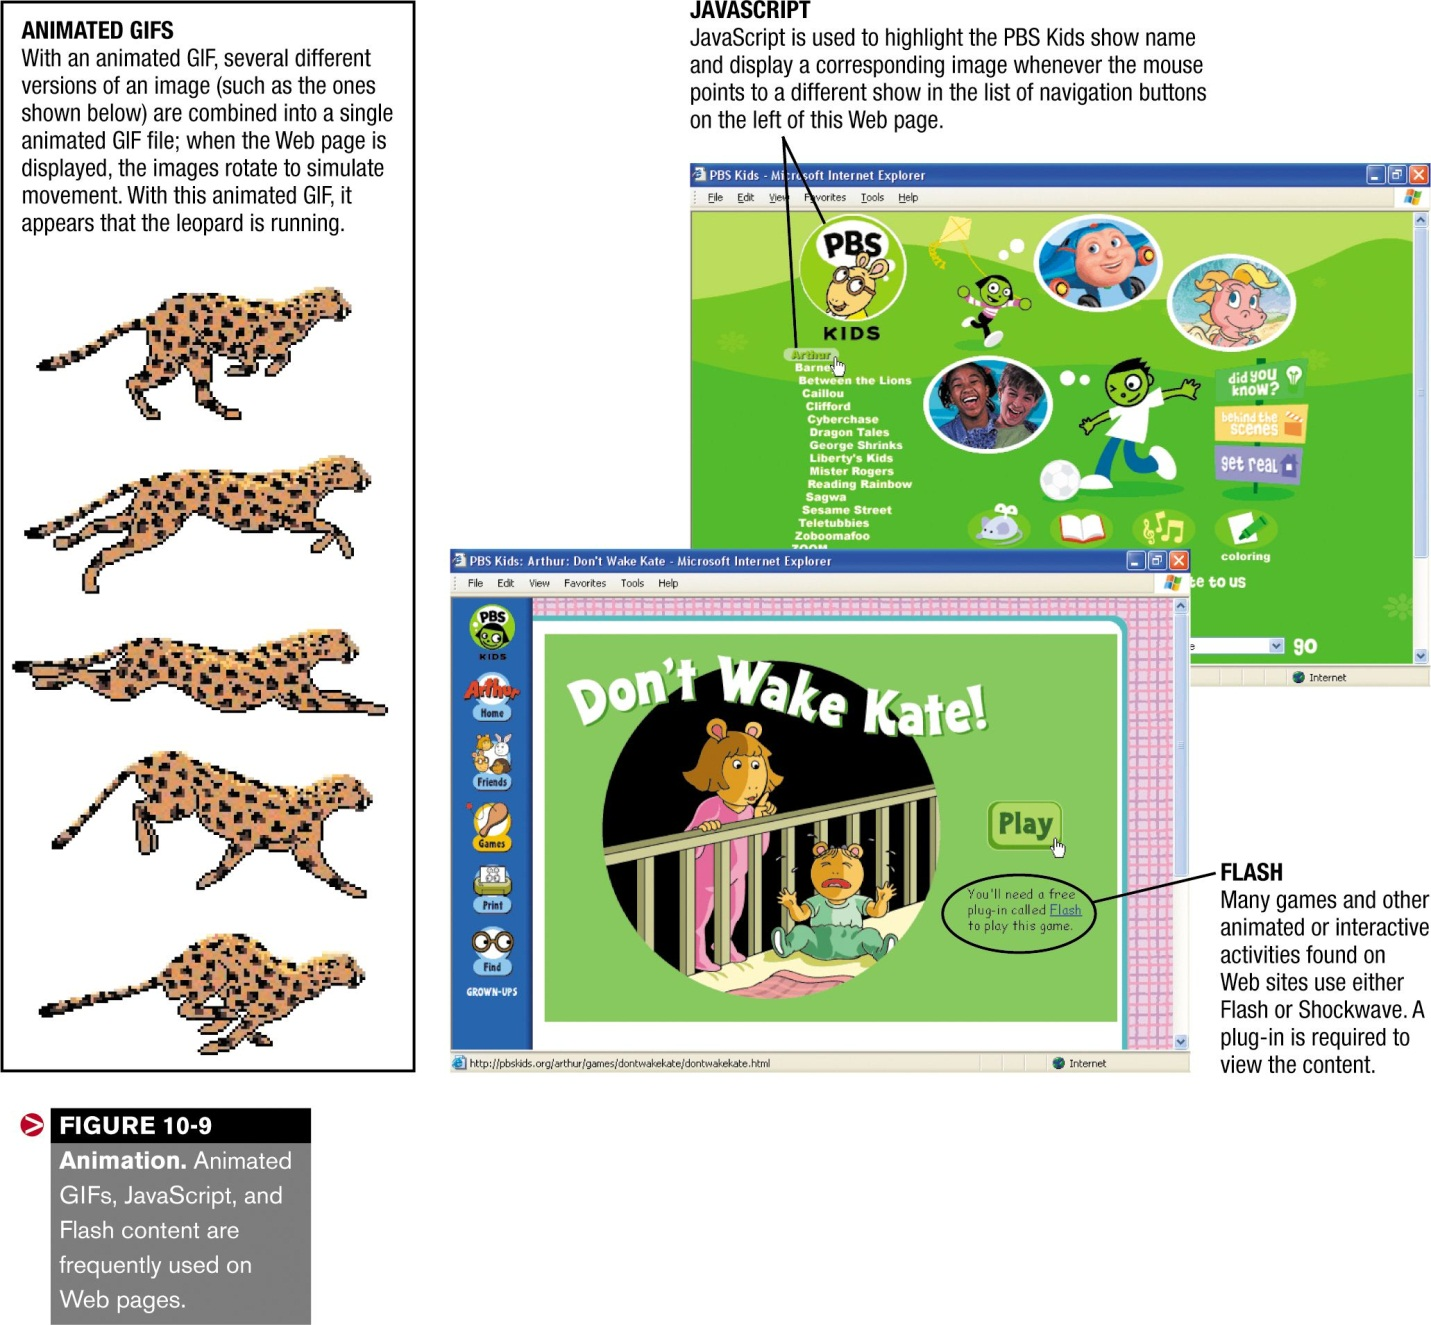 ANIMATED GIFS
With an animated GIF, several different
versions of an image (such as the ones
shown below) are combined into a single
animated GIF file; when the Web page is
displayed, the images rotate to simulate
movement. With this animated GIF, it
appears that the leopard is running.
JAVASCRIPT
JavaScript is used to highlight the PBS Kids show name
and display a corresponding image whenever the mouse
points to a different show in the list of navigation buttons
on the left of this Web page.
PBS Kids - Microsoft Internet Explorer
File Edit View Favorites Tools Help
PBS
KIDS
Arthur
Barne
Between the Lions
Caillou
Clifford
Cyberchase
Dragon Tales
George Shrinks
Liberty's Kids
Mister Rogers
Reading Rainbow
Sagwa
Sesame Street
Teletubbies
Zoboomafoo
ZOOM
did you
know?
behind the
scenes
get real
coloring
te to us
e
go
Internet
PBS Kids: Arthur: Don't Wake Kate - Microsoft Internet Explorer
File Edit View Favorites Tools Help
PBS
KIDS
Arthur
Home
Friends
Games
Print
Find
GROWN-UPS
Don't Wake Kate!
Play
You'll need a free
plug-in called Flash
to play this game.
http://pbskids.org/arthur/games/dontwakekate/dontwakekate.html
Internet
FLASH
Many games and other
animated or interactive
activities found on
Web sites use either
Flash or Shockwave. A
plug-in is required to
view the content.
FIGURE 10-9
Animation. Animated
GIFs, JavaScript, and
Flash content are
frequently used on
Web pages.